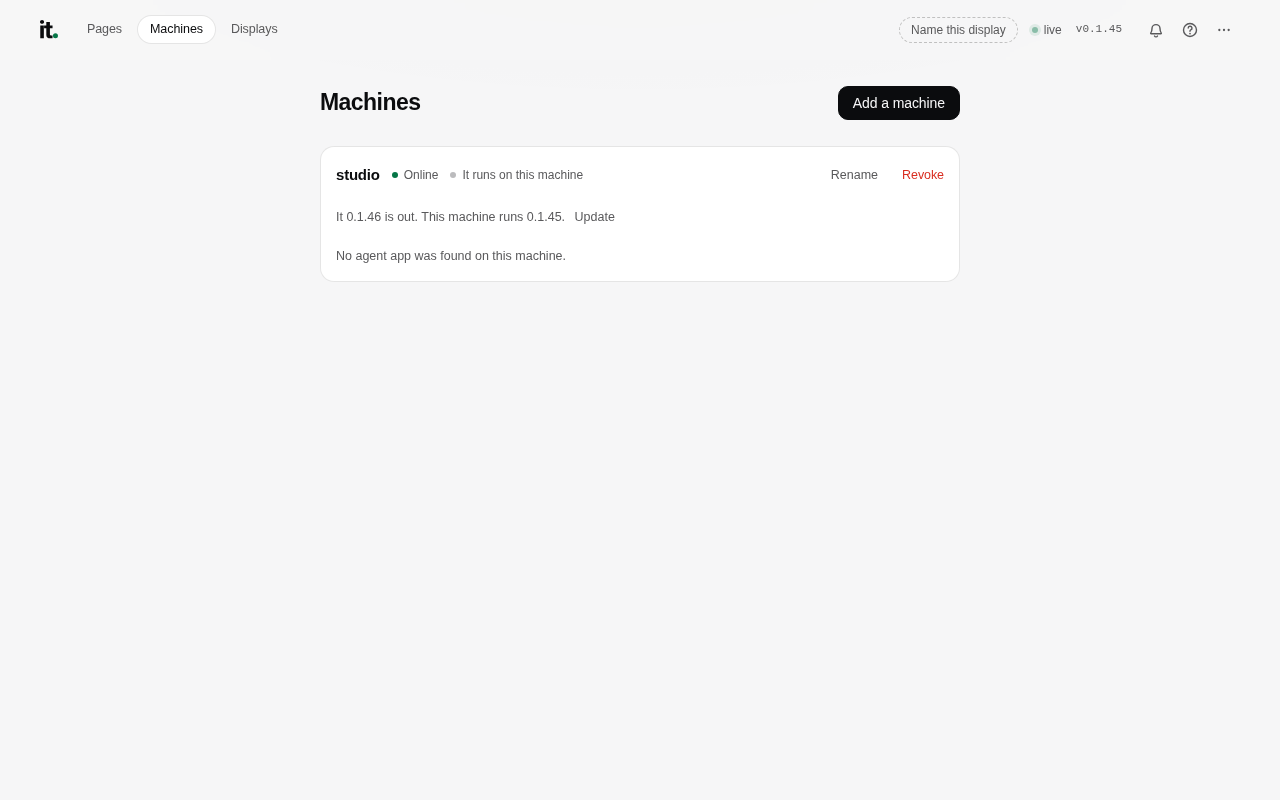 it. Pages Machines Displays Name this display live v0.1.45
Machines Add a machine
studio Online It runs on this machine Rename Revoke
It 0.1.46 is out. This machine runs 0.1.45. Update
No agent app was found on this machine.